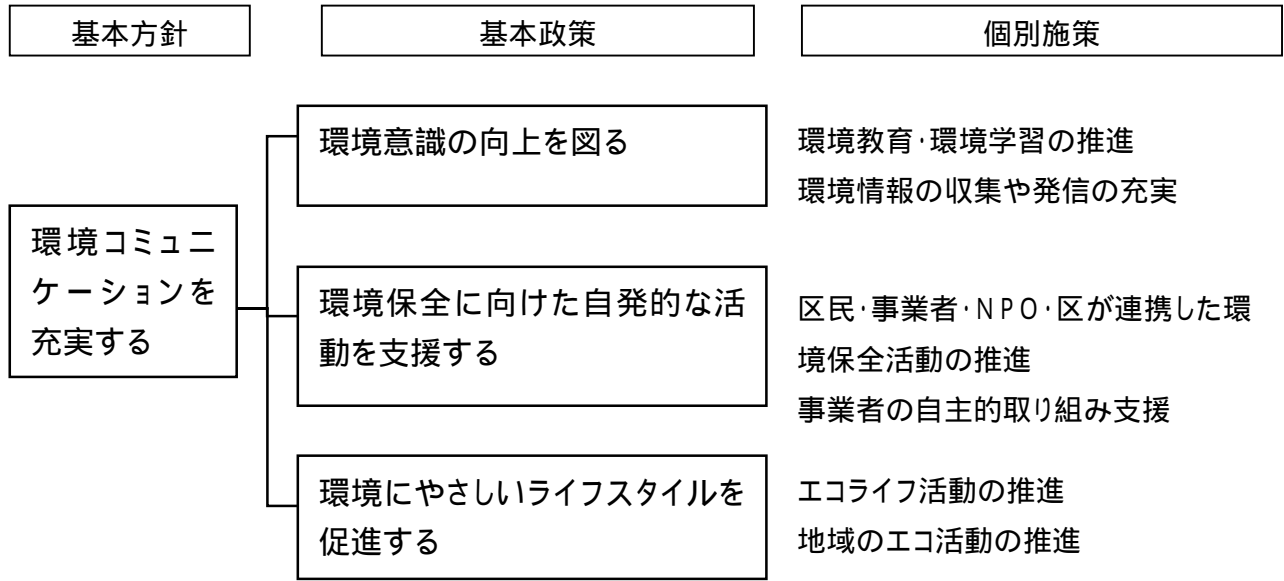 基本方針
基本政策
個別施策
環境コミュニ
ケーションを
充実する
環境意識の向上を図る
環境教育・環境学習の推進
環境情報の収集や発信の充実
環境保全に向けた自発的な活
動を支援する
区民・事業者・NPO・区が連携した環
境保全活動の推進
事業者の自主的取り組み支援
環境にやさしいライフスタイルを
促進する
エコライフ活動の推進
地域のエコ活動の推進